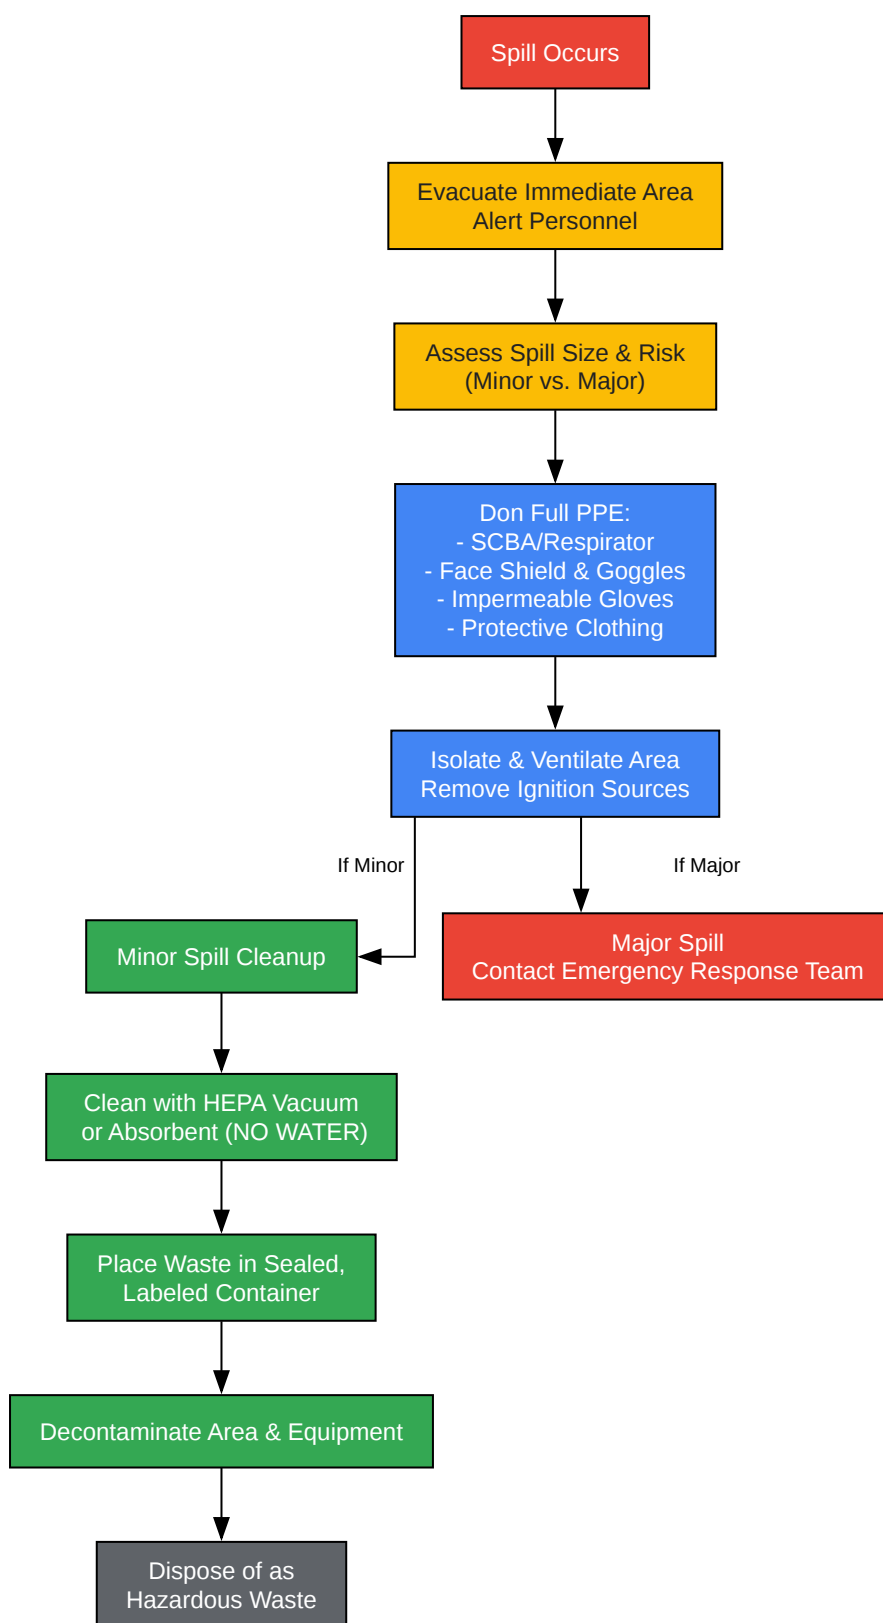 Spill Occurs
Evacuate Immediate Area
Alert Personnel
Assess Spill Size & Risk
(Minor vs. Major)
Don Full PPE:
- SCBA/Respirator
- Face Shield & Goggles
- Impermeable Gloves
- Protective Clothing
Isolate & Ventilate Area
Remove Ignition Sources
If Minor
If Major
Minor Spill Cleanup
Major Spill
Contact Emergency Response Team
Clean with HEPA Vacuum
or Absorbent (NO WATER)
Place Waste in Sealed,
Labeled Container
Decontaminate Area & Equipment
Dispose of as
Hazardous Waste